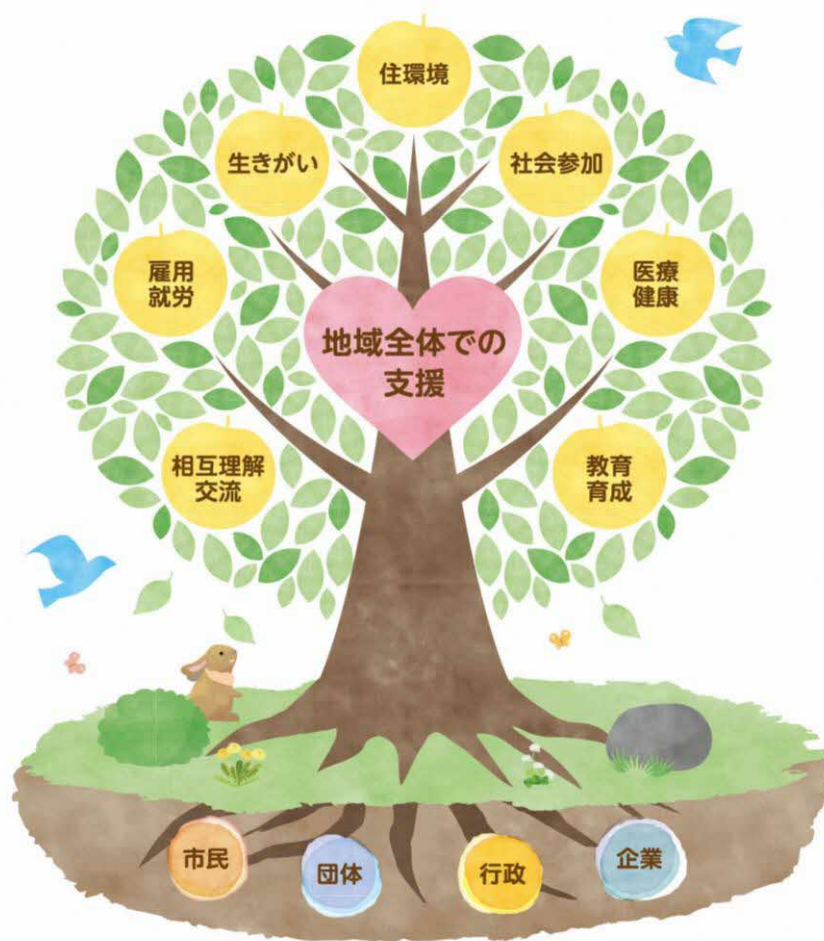 住環境
生きがい
社会参加
雇用
就労
医療
健康
地域全体での
支援
相互理解
交流
教育
育成
市民
団体
行政
企業